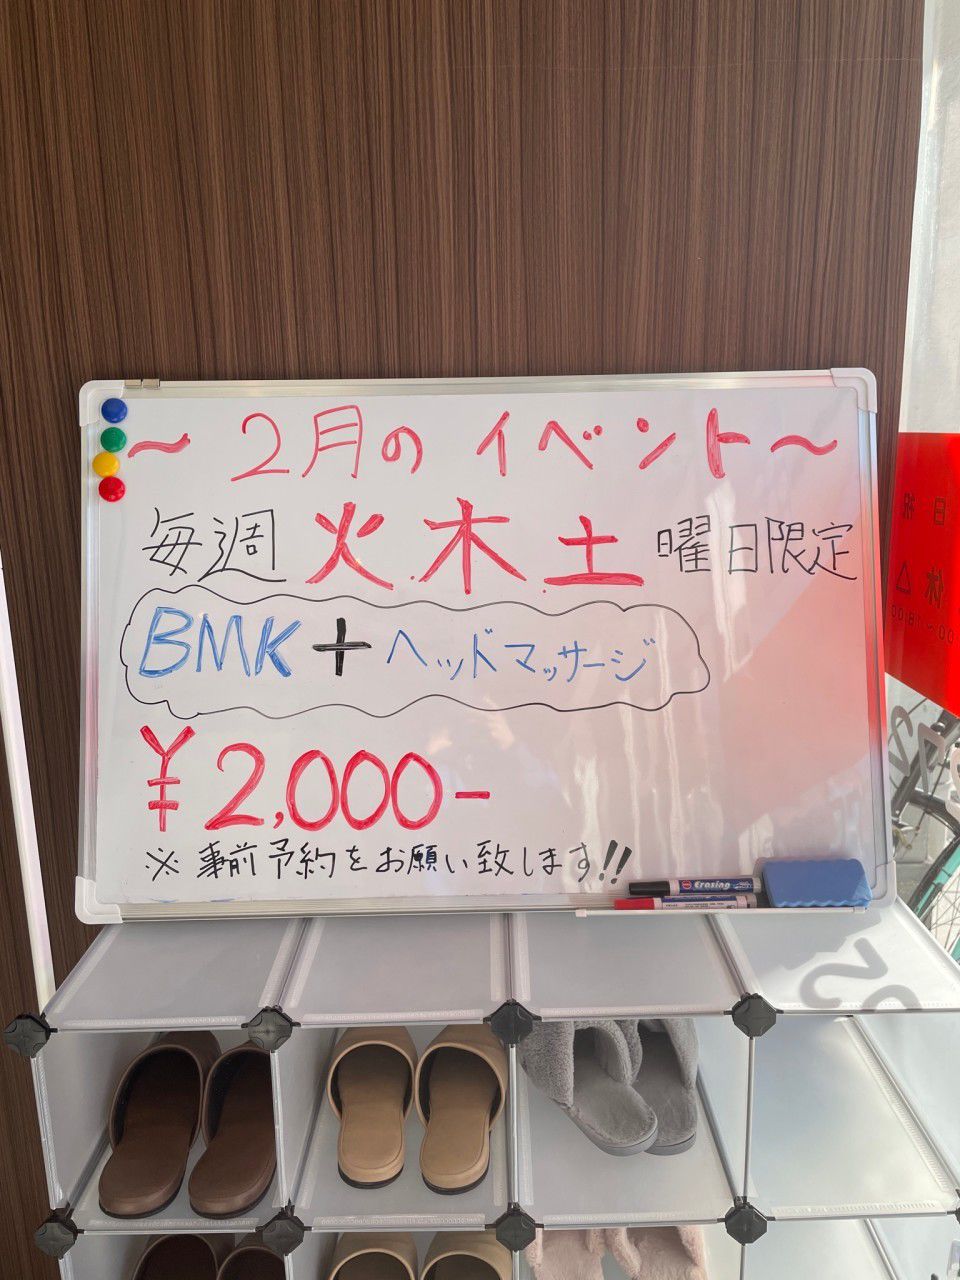 ～2月のイベント～
毎週火木土曜日限定
BMK＋ヘッドマッサージ
¥2,000-
※事前予約をお願い致します!!
Erasing